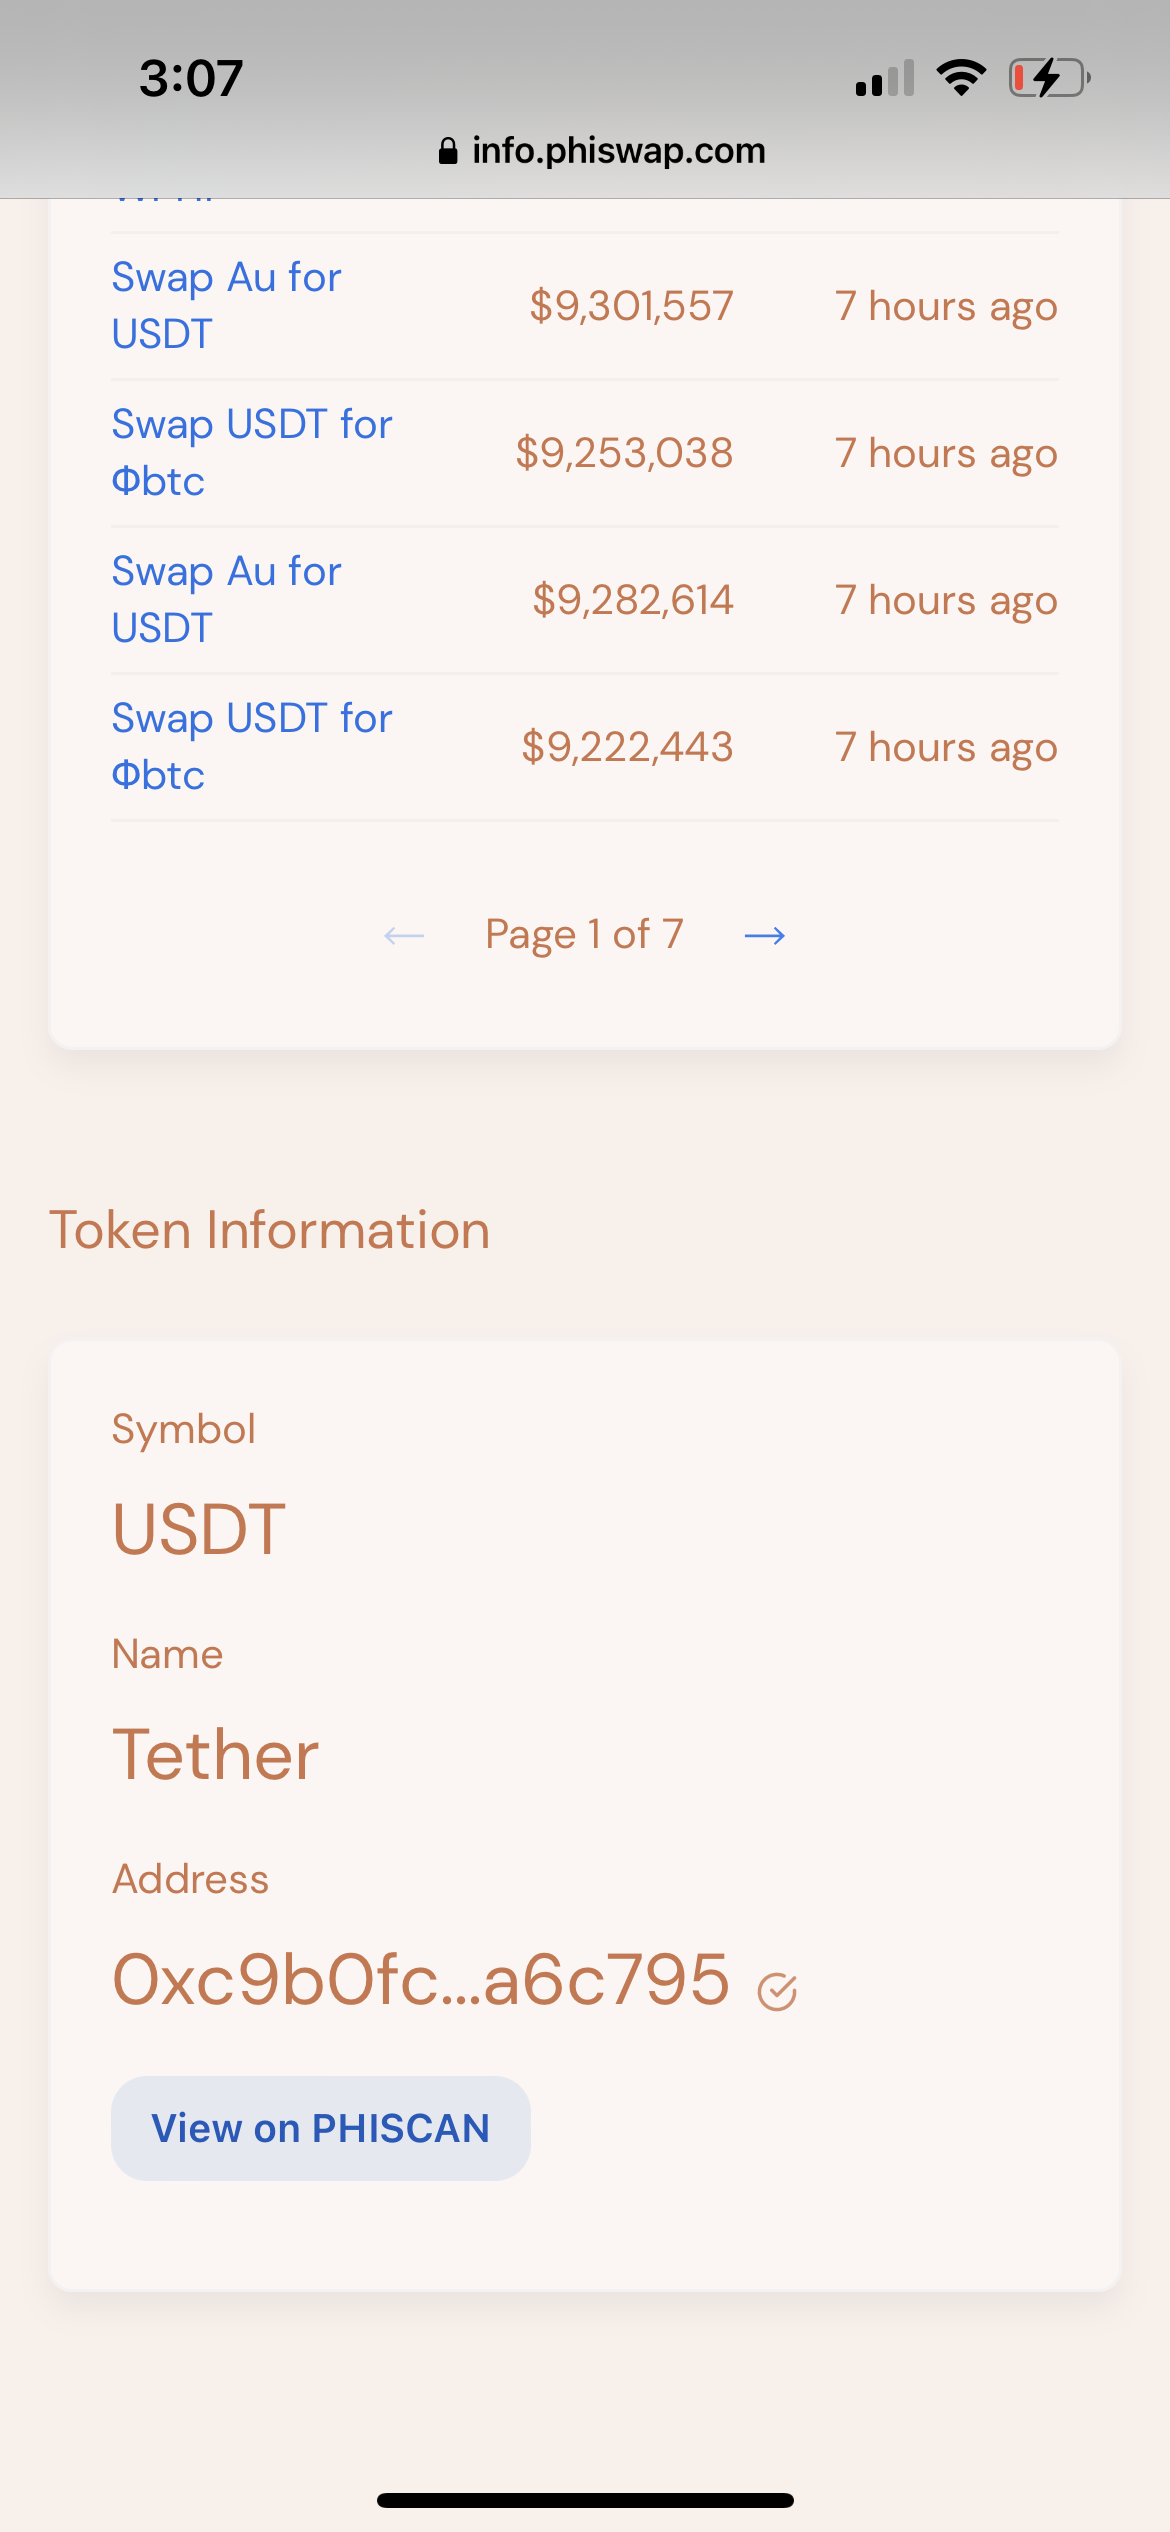 3:07
info.phiswap.com
Swap Au for
USDT
$9,301,557
7 hours ago
Swap USDT for
Φbtc
$9,253,038
7 hours ago
Swap Au for
USDT
$9,282,614
7 hours ago
Swap USDT for
Φbtc
$9,222,443
7 hours ago
← Page 1 of 7 →
Token Information
Symbol
USDT
Name
Tether
Address
0xc9b0fc...a6c795
View on PHISCAN